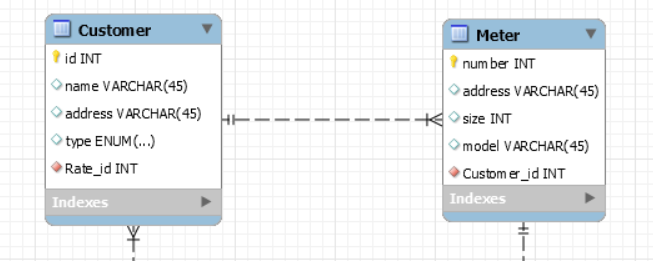 Customer
id INT
name VARCHAR(45)
address VARCHAR(45)
type ENUM(...)
Rate_id INT
Indexes
Meter
number INT
address VARCHAR(45)
size INT
model VARCHAR(45)
Customer_id INT
Indexes